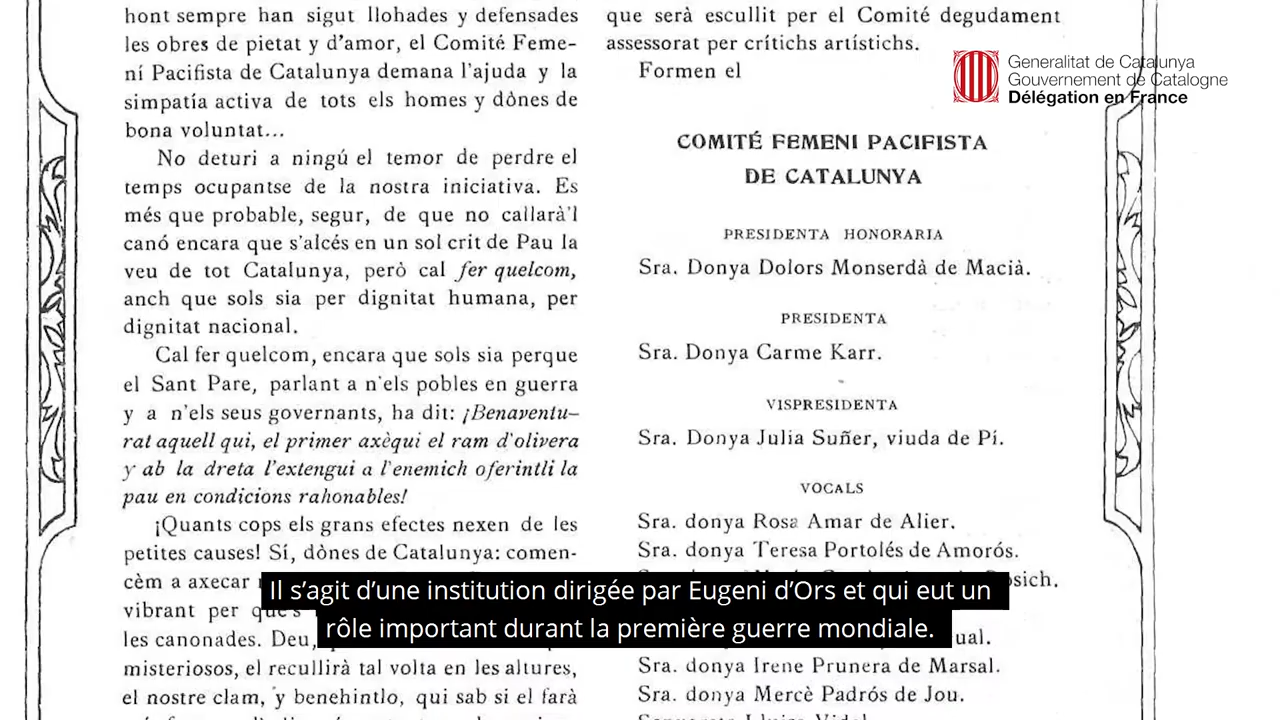 hont sempre han sigut llohades y defensades
les obres de pietat y d'amor, el Comité Feme-
ní Pacifista de Catalunya demana l'ajuda y la
simpatía activa de tots els homes y dònes de
bona voluntat...
No deturi a ningú el temor de perdre el
temps ocupantse de la nostra iniciativa. Es
més que probable, segur, de que no callarà'l
canó encara que s'alcés en un sol crit de Pau la
veu de tot Catalunya, però cal fer quelcom,
anch que sols sia per dignitat humana, per
dignitat nacional.
Cal fer quelcom, encara que sols sia perque
el Sant Pare, parlant a n'els pobles en guerra
y a n'els seus governants, ha dit: ¡Benaventu-
rat aquell qui, el primer axèqui el ram d'olivera
y ab la dreta l'extengui a l'enemich oferintli la
pau en condicions rahonables!
¡Quants cops els grans efectes nexen de les
petites causes! Sí, dònes de Catalunya: comen-
cèm a axecar
vibrant per que's
les canonades. Deu,
misteriosos, el recullirà tal volta en les altures,
el nostre clam, y benehintlo, qui sab si el farà
que serà escullit per el Comité degudament
assessorat per crítichs artístichs.
Formen el
COMITÉ FEMENI PACIFISTA
DE CATALUNYA
PRESIDENTA HONORARIA
Sra. Donya Dolors Monserdà de Macià.
PRESIDENTA
Sra. Donya Carme Karr.
VISPRESIDENTA
Sra. Donya Julia Suñer, viuda de Pí.
VOCALS
Sra. donya Rosa Amar de Alier.
Sra. donya Teresa Portolés de Amorós.
Sra. donya Irene Prunera de Marsal.
Sra. donya Mercè Padrós de Jou.
Generalitat de Catalunya
Gouvernement de Catalogne
Délégation en France
Il s'agit d'une institution dirigée par Eugeni d'Ors et qui eut un
rôle important durant la première guerre mondiale.